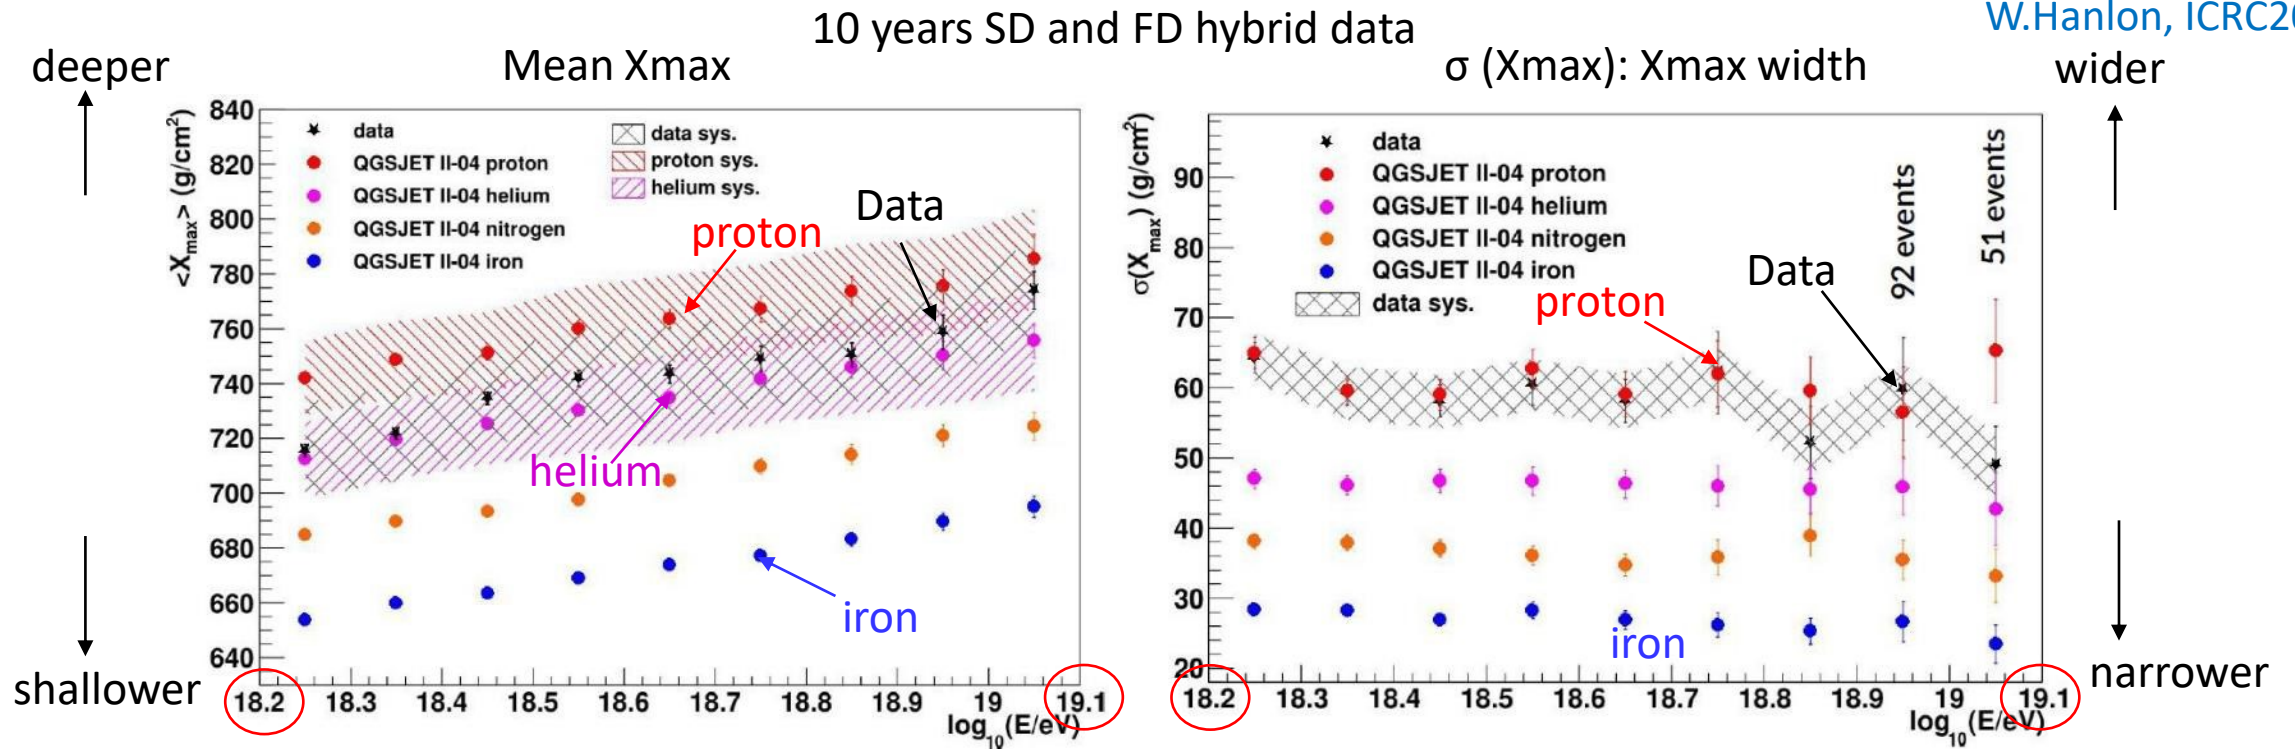 10 years SD and FD hybrid data
W.Hanlon, ICRC20
deeper
Mean Xmax
σ (Xmax): Xmax width
wider
shallower
narrower
<X_max> (g/cm²)
840
820
800
780
760
740
720
700
680
660
640
data
QGSJET II-04 proton
QGSJET II-04 helium
QGSJET II-04 nitrogen
QGSJET II-04 iron
data sys.
proton sys.
helium sys.
proton
Data
helium
iron
18.2 18.3 18.4 18.5 18.6 18.7 18.8 18.9 19 19.1
log₁₀(E/eV)
σ(X_max) (g/cm²)
90
80
70
60
50
40
30
20
data
QGSJET II-04 proton
QGSJET II-04 helium
QGSJET II-04 nitrogen
QGSJET II-04 iron
data sys.
proton
Data
92 events
51 events
iron
18.2 18.3 18.4 18.5 18.6 18.7 18.8 18.9 19 19.1
log₁₀(E/eV)